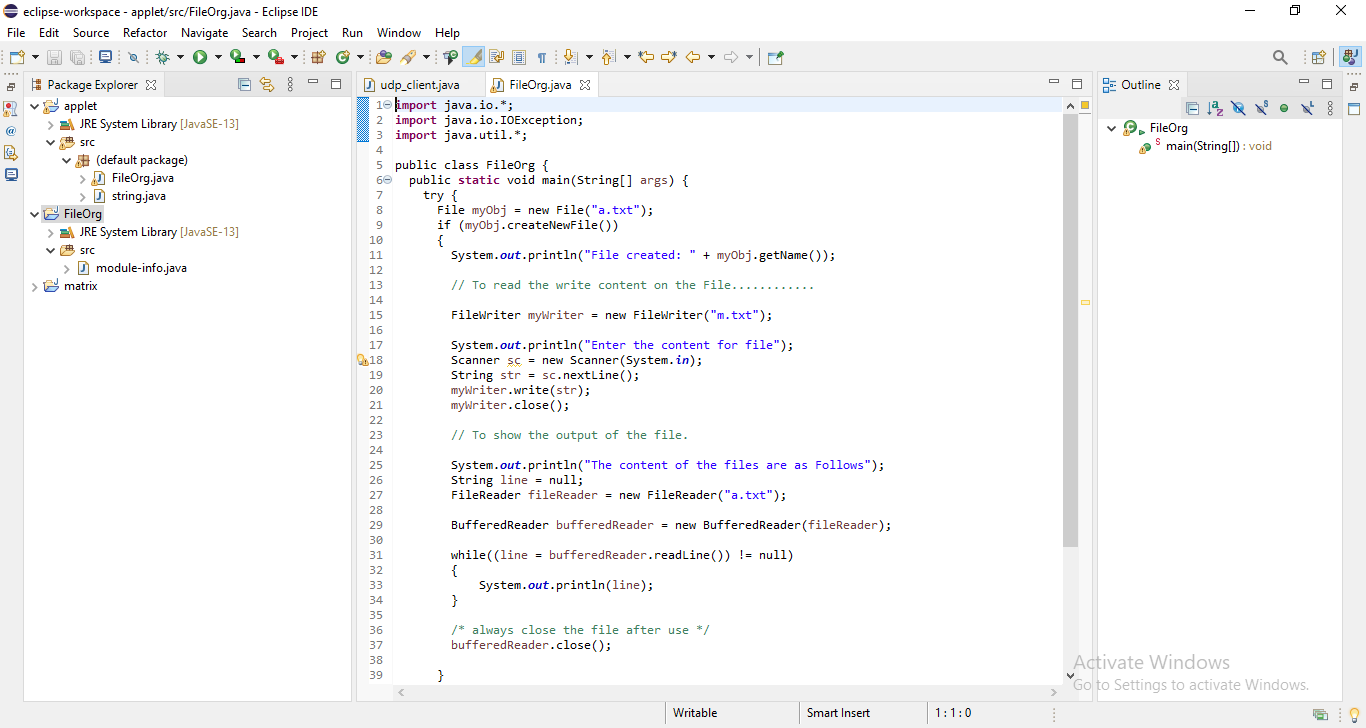 eclipse-workspace - applet/src/FileOrg.java - Eclipse IDE
File Edit Source Refactor Navigate Search Project Run Window Help
Package Explorer
udp_client.java
FileOrg.java
Outline
applet
JRE System Library [JavaSE-13]
src
(default package)
FileOrg.java
string.java
FileOrg
JRE System Library [JavaSE-13]
src
module-info.java
matrix
1 import java.io.*;
2 import java.io.IOException;
3 import java.util.*;
4
5 public class FileOrg {
6 public static void main(String[] args) {
7 try {
8 File myObj = new File("a.txt");
9 if (myObj.createNewFile())
10 {
11 System.out.println("File created: " + myObj.getName());
12
13 // To read the write content on the File............
14
15 FileWriter myWriter = new FileWriter("m.txt");
16
17 System.out.println("Enter the content for file");
18 Scanner sc = new Scanner(System.in);
19 String str = sc.nextLine();
20 myWriter.write(str);
21 myWriter.close();
22
23 // To show the output of the file.
24
25 System.out.println("The content of the files are as Follows");
26 String line = null;
27 FileReader fileReader = new FileReader("a.txt");
28
29 BufferedReader bufferedReader = new BufferedReader(fileReader);
30
31 while((line = bufferedReader.readLine()) != null)
32 {
33 System.out.println(line);
34 }
35
36 /* always close the file after use */
37 bufferedReader.close();
38
39 }
FileOrg
main(String[]) : void
Activate Windows
Go to Settings to activate Windows.
Writable
Smart Insert
1 : 1 : 0